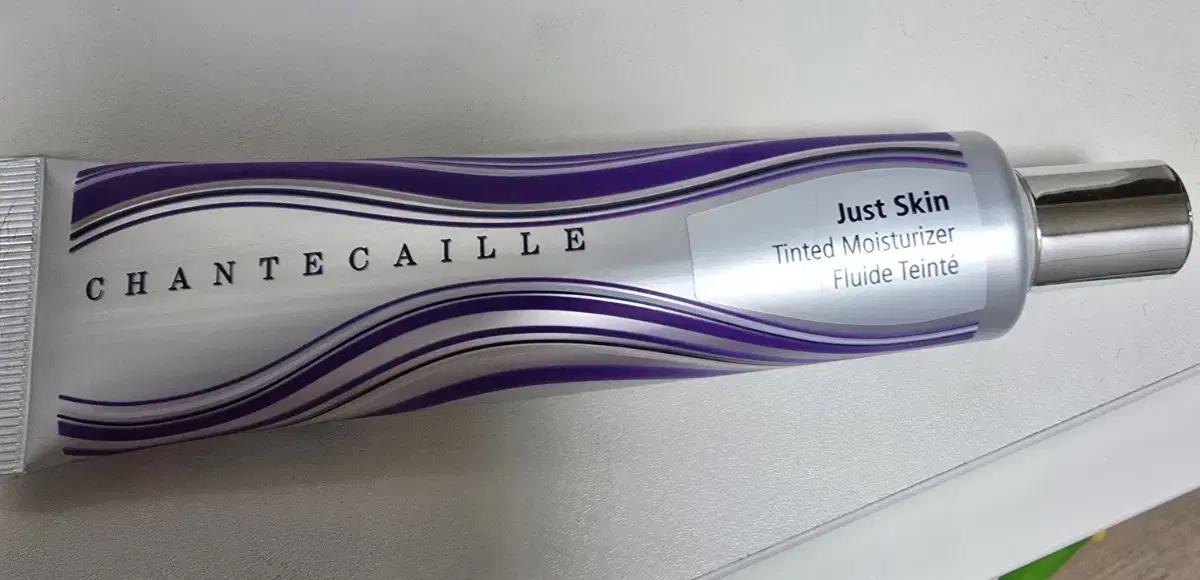 CHANTECAILLE
Just Skin
Tinted Moisturizer
Fluide Teinté